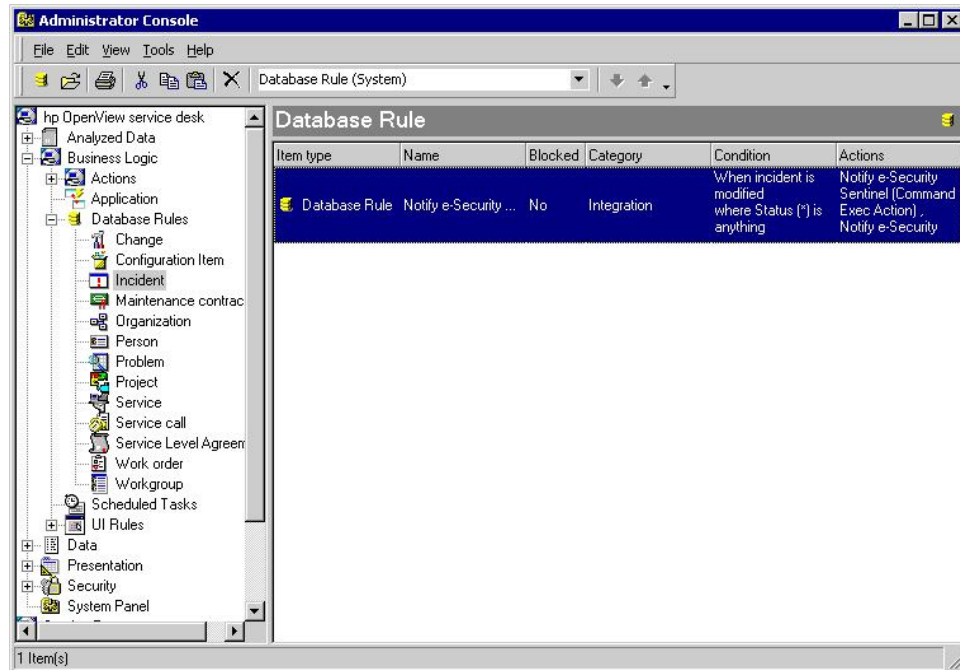 Administrator Console
File Edit View Tools Help
Database Rule (System)
hp OpenView service desk
Analyzed Data
Business Logic
Actions
Application
Database Rules
Change
Configuration Item
Incident
Maintenance contrac
Organization
Person
Problem
Project
Service
Service call
Service Level Agreem
Work order
Workgroup
Scheduled Tasks
UI Rules
Data
Presentation
Security
System Panel
Database Rule
Item type Name Blocked Category Condition Actions
Database Rule Notify e-Security ... No Integration
When incident is
modified
where Status (*) is
anything
Notify e-Security
Sentinel (Command
Exec Action) ,
Notify e-Security
1 Item(s)